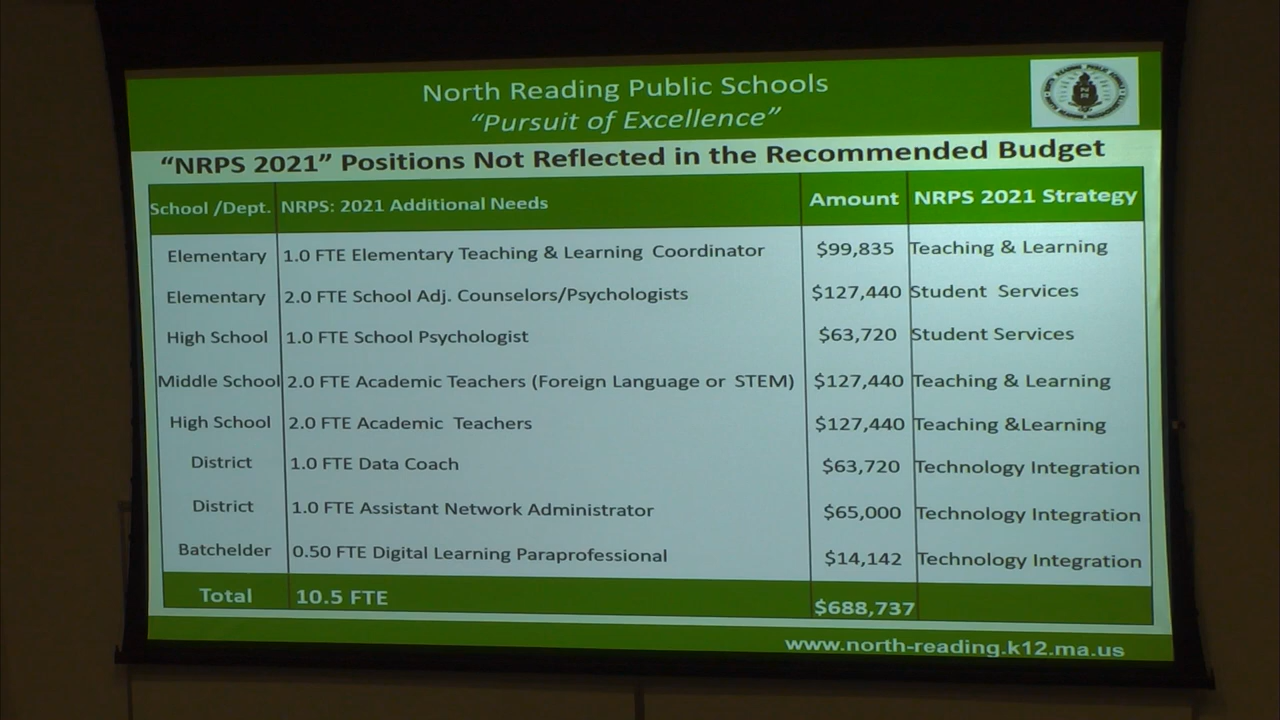 North Reading Public Schools
“Pursuit of Excellence”
“NRPS 2021” Positions Not Reflected in the Recommended Budget
School /Dept. NRPS: 2021 Additional Needs Amount NRPS 2021 Strategy
Elementary 1.0 FTE Elementary Teaching & Learning Coordinator $99,835 Teaching & Learning
Elementary 2.0 FTE School Adj. Counselors/Psychologists $127,440 Student Services
High School 1.0 FTE School Psychologist $63,720 Student Services
Middle School 2.0 FTE Academic Teachers (Foreign Language or STEM) $127,440 Teaching & Learning
High School 2.0 FTE Academic Teachers $127,440 Teaching &Learning
District 1.0 FTE Data Coach $63,720 Technology Integration
District 1.0 FTE Assistant Network Administrator $65,000 Technology Integration
Batchelder 0.50 FTE Digital Learning Paraprofessional $14,142 Technology Integration
Total 10.5 FTE $688,737
www.north-reading.k12.ma.us